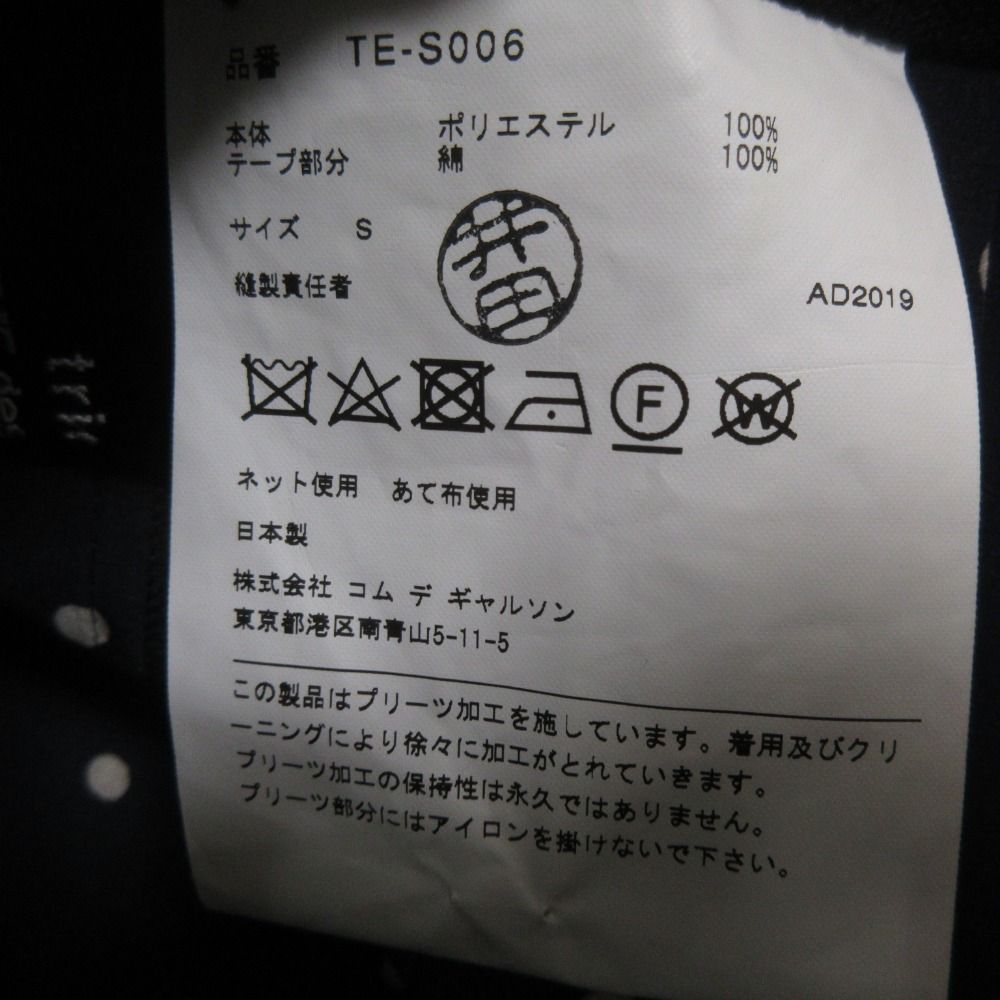 品番 TE-S006
本体 ポリエステル 100%
テープ部分 綿 100%
サイズ S
縫製責任者
AD2019
F
W
ネット使用 あて布使用
日本製
株式会社 コム デ ギャルソン
東京都港区南青山5-11-5
この製品はプリーツ加工を施しています。着用及びクリ
ーニングにより徐々に加工がとれていきます。
プリーツ加工の保持性は永久ではありません。
プリーツ部分にはアイロンを掛けないで下さい。